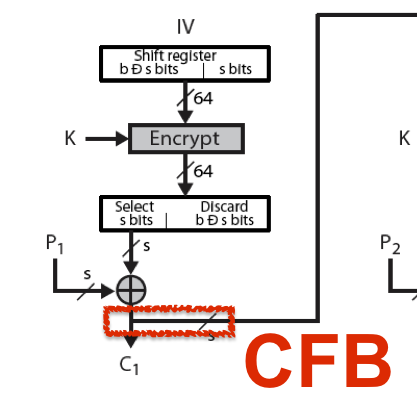 IV
Shift register
b Đ s bits | s bits
64
K
Encrypt
K
64
Select Discard
s bits | b Đ s bits
P1
s
P2
s
s
C1
CFB